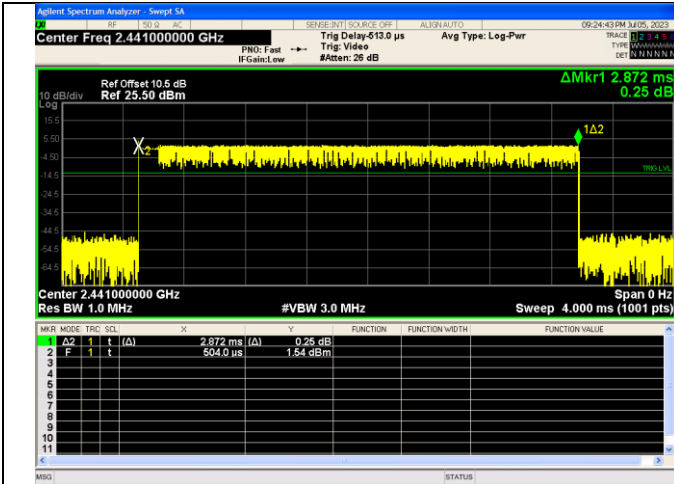 Agilent Spectrum Analyzer - Swept SA
RF 50 Ω AC SENSE:INT SOURCE OFF ALIGN AUTO 09:24:43 PM Jul 05, 2023
Center Freq 2.441000000 GHz
PNO: Fast
IFGain:Low
Trig Delay-513.0 µs
Trig: Video
#Atten: 26 dB
Avg Type: Log-Pwr
TRACE 1 2 3 4 5 6
TYPE WWWWWWW
DET N N N N N N
ΔMkr1 2.872 ms
0.25 dB
Ref Offset 10.5 dB
10 dB/div Ref 25.50 dBm
Log
15.5
5.50
-4.50
-14.5
-24.5
-34.5
-44.5
-54.5
-64.5
X2
1Δ2
TRIG LVL
Center 2.441000000 GHz Span 0 Hz
Res BW 1.0 MHz #VBW 3.0 MHz Sweep 4.000 ms (1001 pts)
MKR MODE TRC SCL X Y FUNCTION FUNCTION WIDTH FUNCTION VALUE
1 Δ2 1 t (Δ) 2.872 ms (Δ) 0.25 dB
2 F 1 t 504.0 µs 1.54 dBm
3
4
5
6
7
8
9
10
11
MSG STATUS